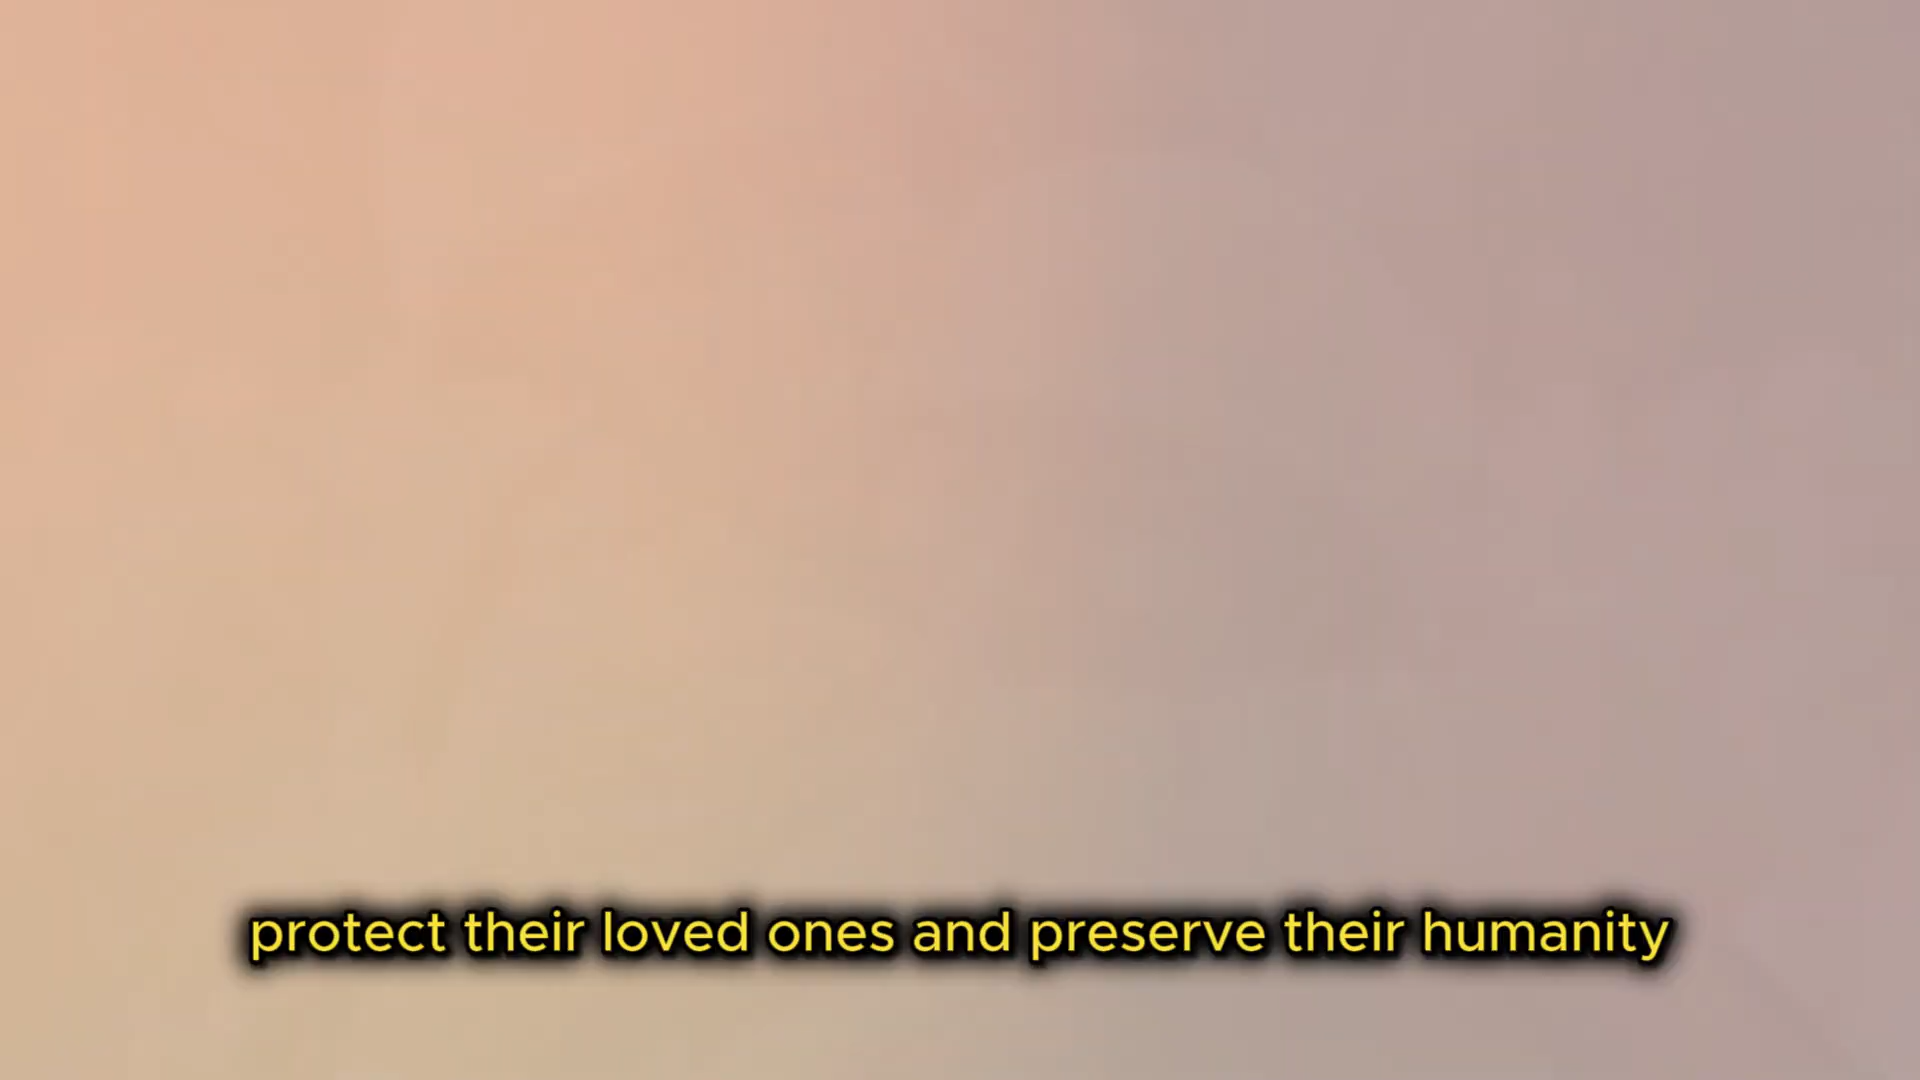 protect their loved ones and preserve their humanity